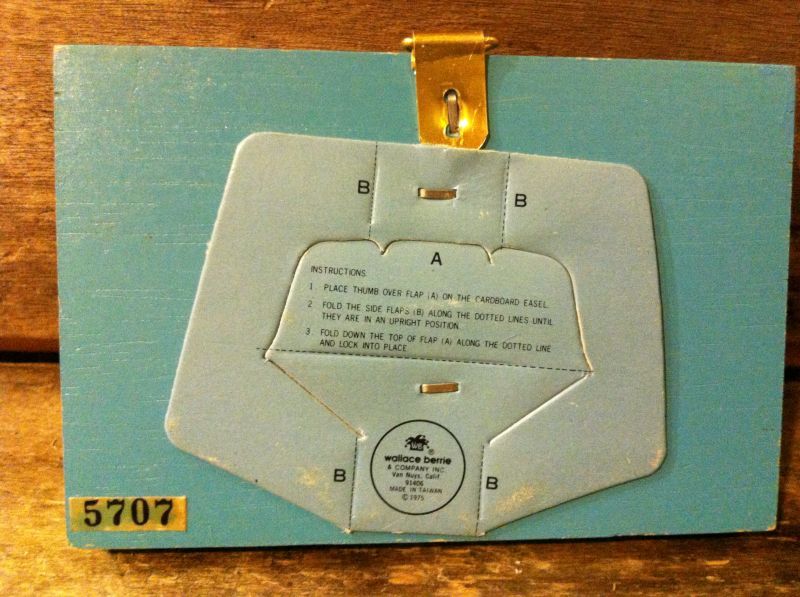 B
B
A
INSTRUCTIONS
1. PLACE THUMB OVER FLAP (A) ON THE CARDBOARD EASEL.
2. FOLD THE SIDE FLAPS (B) ALONG THE DOTTED LINES UNTIL
THEY ARE IN AN UPRIGHT POSITION.
3. FOLD DOWN THE TOP OF FLAP (A) ALONG THE DOTTED LINE
AND LOCK INTO PLACE
WB ®
wallace berrie
& COMPANY INC.
Van Nuys, Calif.
91406
MADE IN TAIWAN
© 1975
B
B
5707